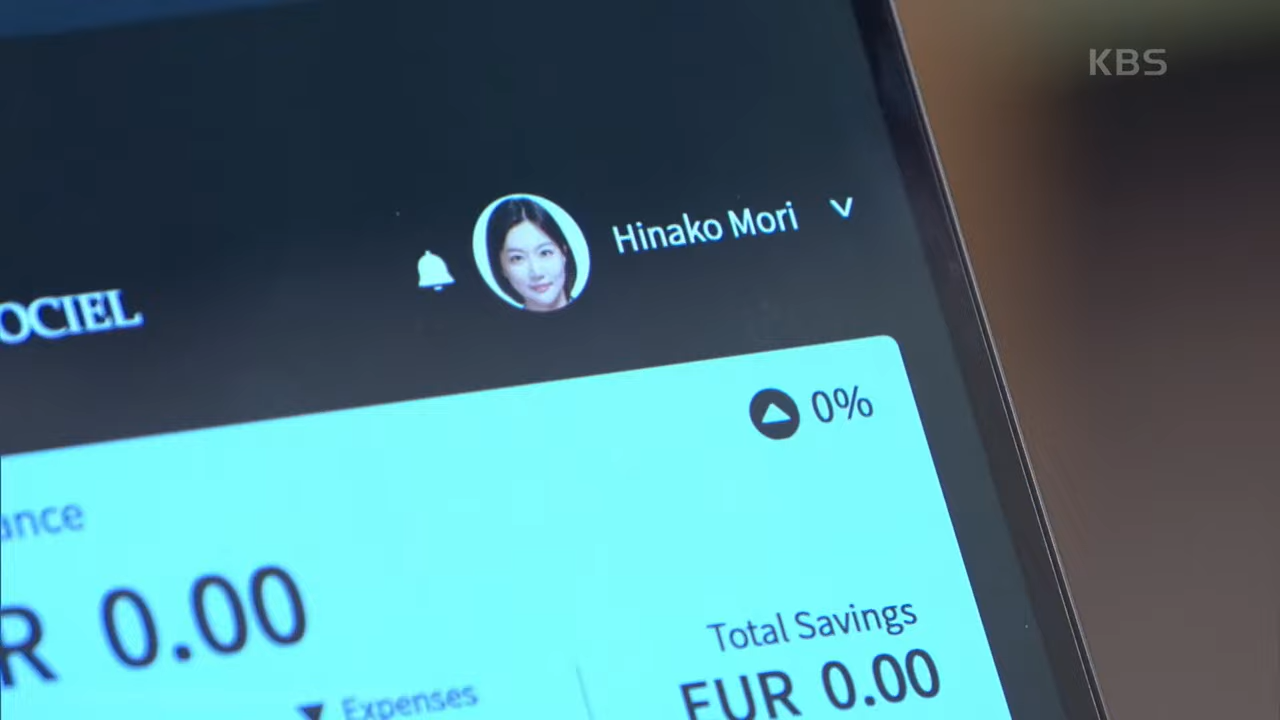 KBS
Hinako Mori
OCIEL
0%
ance
R 0.00
Total Savings
EUR 0.00
Expenses